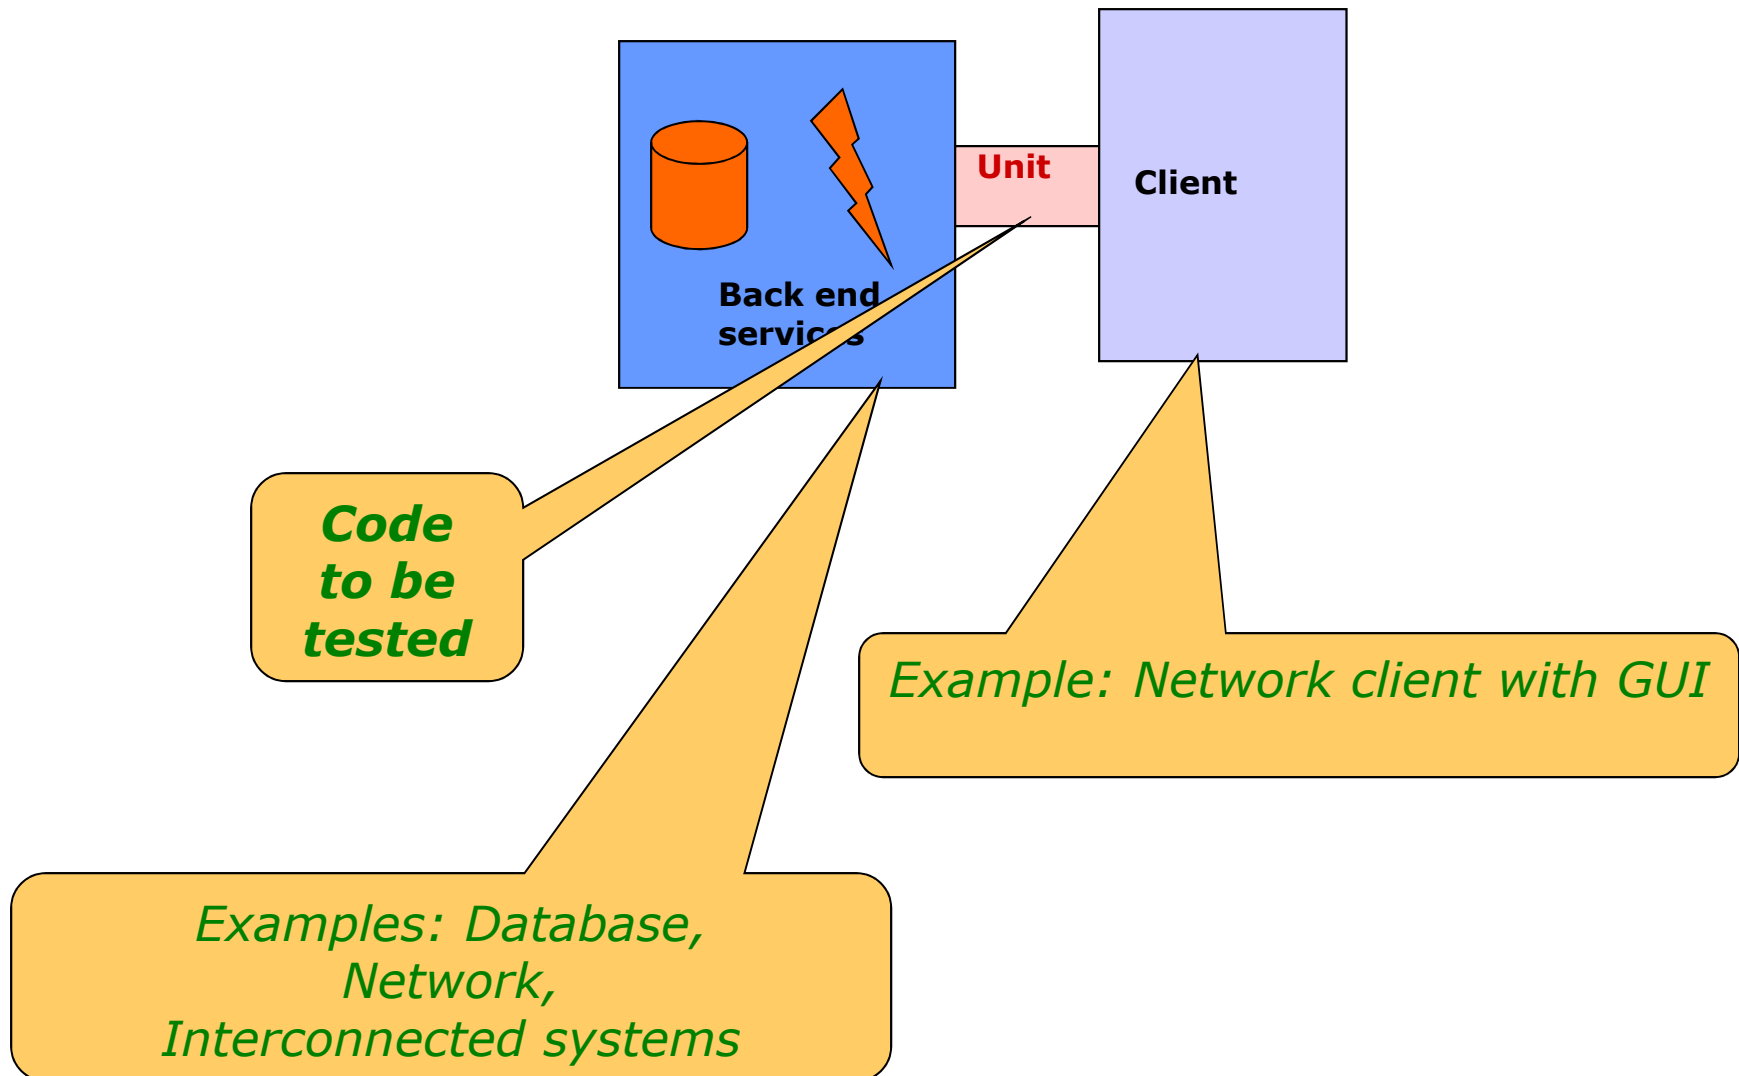 Unit
Client
Back end
services
Code
to be
tested
Example: Network client with GUI
Examples: Database,
Network,
Interconnected systems